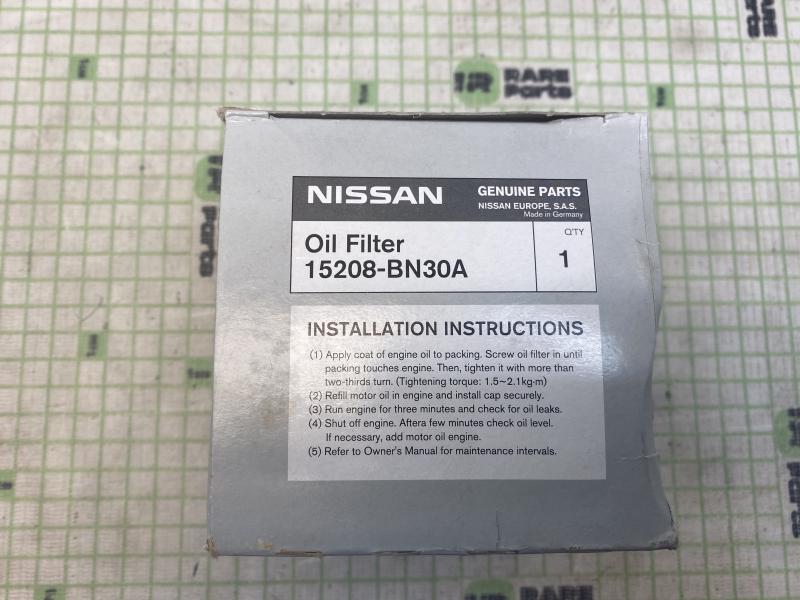 RARE
Parts
NISSAN
GENUINE PARTS
NISSAN EUROPE, S.A.S.
Made in Germany
Oil Filter
15208-BN30A
Q'TY
1
INSTALLATION INSTRUCTIONS
(1) Apply coat of engine oil to packing. Screw oil filter in until
packing touches engine. Then, tighten it with more than
two-thirds turn. (Tightening torque: 1.5~2.1kg-m)
(2) Refill motor oil in engine and install cap securely.
(3) Run engine for three minutes and check for oil leaks.
(4) Shut off engine. Aftera few minutes check oil level.
If necessary, add motor oil engine.
(5) Refer to Owner's Manual for maintenance intervals.
Parts
RARE